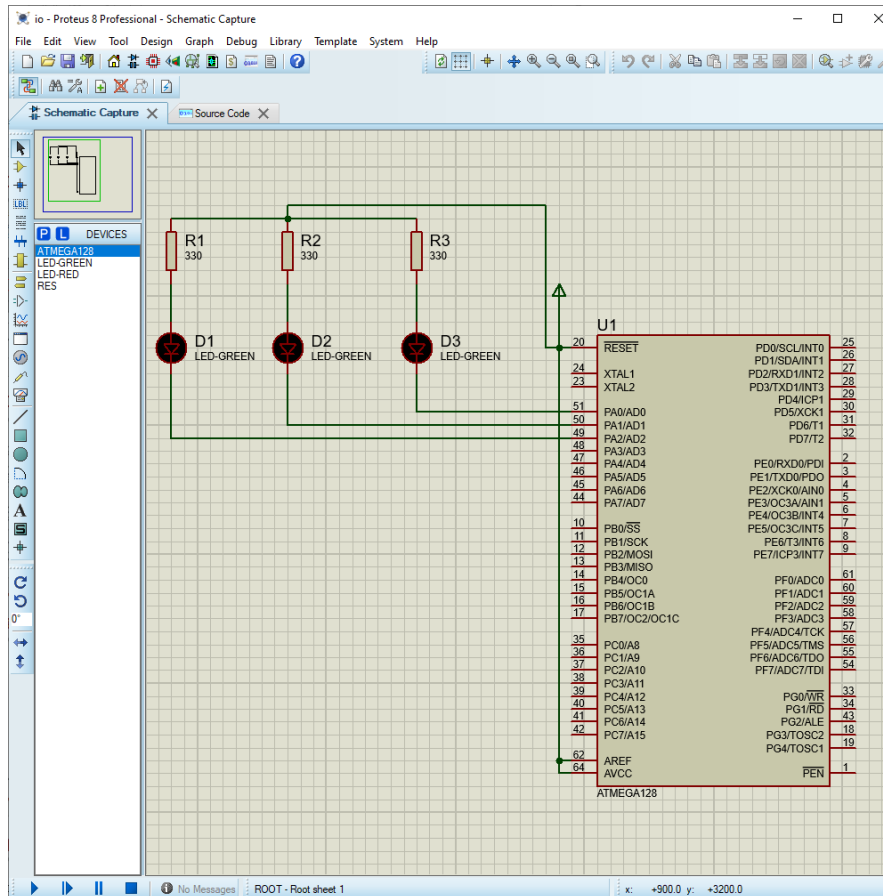 io - Proteus 8 Professional - Schematic Capture
File Edit View Tool Design Graph Debug Library Template System Help
Schematic Capture
Source Code
P L DEVICES
ATMEGA128
LED-GREEN
LED-RED
RES
LBL
A
S
0°
R1
330
R2
330
R3
330
D1
LED-GREEN
D2
LED-GREEN
D3
LED-GREEN
U1
20 RESET PD0/SCL/INT0 25
PD1/SDA/INT1 26
24 XTAL1 PD2/RXD1/INT2 27
23 XTAL2 PD3/TXD1/INT3 28
PD4/ICP1 29
51 PA0/AD0 PD5/XCK1 30
50 PA1/AD1 PD6/T1 31
49 PA2/AD2 PD7/T2 32
48 PA3/AD3
47 PA4/AD4 PE0/RXD0/PDI 2
46 PA5/AD5 PE1/TXD0/PDO 3
45 PA6/AD6 PE2/XCK0/AIN0 4
44 PA7/AD7 PE3/OC3A/AIN1 5
PE4/OC3B/INT4 6
10 PB0/SS PE5/OC3C/INT5 7
11 PB1/SCK PE6/T3/INT6 8
12 PB2/MOSI PE7/ICP3/INT7 9
13 PB3/MISO
14 PB4/OC0 PF0/ADC0 61
15 PB5/OC1A PF1/ADC1 60
16 PB6/OC1B PF2/ADC2 59
17 PB7/OC2/OC1C PF3/ADC3 58
PF4/ADC4/TCK 57
35 PC0/A8 PF5/ADC5/TMS 56
36 PC1/A9 PF6/ADC6/TDO 55
37 PC2/A10 PF7/ADC7/TDI 54
38 PC3/A11
39 PC4/A12 PG0/WR 33
40 PC5/A13 PG1/RD 34
41 PC6/A14 PG2/ALE 43
42 PC7/A15 PG3/TOSC2 18
PG4/TOSC1 19
62 AREF
64 AVCC PEN 1
ATMEGA128
No Messages ROOT - Root sheet 1 x: +900.0 y: +3200.0